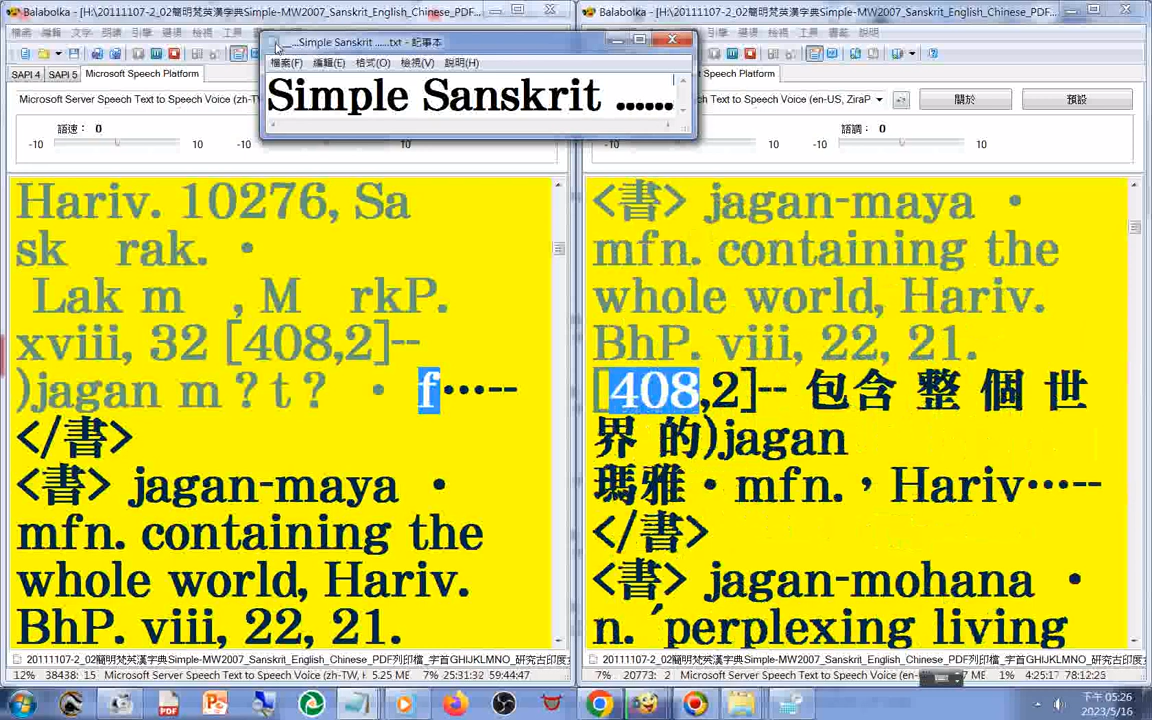 Balabolka - [H:\20111107-2_02簡明梵英漢字典Simple-MW2007_Sanskrit_English_Chinese_PDF...
Balabolka - [H:\20111107-2_02簡明梵英漢字典Simple-MW2007_Sanskrit_English_Chinese_PDF...
....Simple Sanskrit ......txt - 記事本
檔案(F) 編輯(E) 格式(O) 檢視(V) 說明(H)
Simple Sanskrit ......
SAPI 4 SAPI 5 Microsoft Speech Platform
Speech Platform
Microsoft Server Speech Text to Speech Voice (zh-TW
ros​oft Server Speech Text to Speech Voice (en-US, ZiraP
關於
預設
語速： 0
語調： 0
-10 10 10
-10 10 -10 10
Hariv. 10276, Sa
sk rak. •
Lak m , M rkP.
xviii, 32 [408,2]--
)jagan m ? t ? • f…--
</書>
<書> jagan-maya •
mfn. containing the
whole world, Hariv.
BhP. viii, 22, 21.
<書> jagan-maya •
mfn. containing the
whole world, Hariv.
BhP. viii, 22, 21.
[408,2]-- 包含 整 個 世
界 的)jagan
瑪雅•mfn.，Hariv…--
</書>
<書> jagan-mohana •
n. ′perplexing living
20111107-2_02簡明梵英漢字典Simple-MW2007_Sanskrit_English_Chinese_PDF列印檔_字首GHIJKLMNO_研究古印度
20111107-2_02簡明梵英漢字典Simple-MW2007_Sanskrit_English_Chinese_PDF列印檔_字首GHIJKLMNO_研究古印度
12% 38438: 15 Microsoft Server Speech Text to Speech Voice (zh-TW, 5.25 ME 25:31:32 59:44:47
7% 20773: 2 Microsoft Server Speech Text to Speech Voice 1% 4:25:17 78:12:23
下午 05:26
2023/5/16